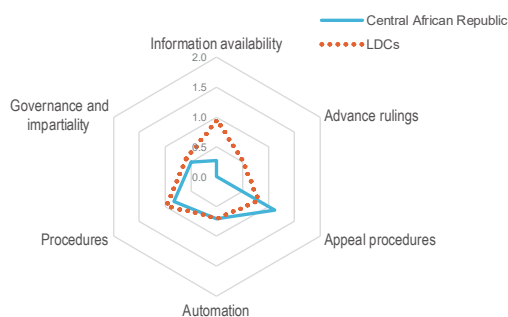 Central African Republic
LDCs
Information availability
2.0
1.5
1.0
0.5
0.0
Governance and
impartiality
Advance rulings
Procedures
Appeal procedures
Automation